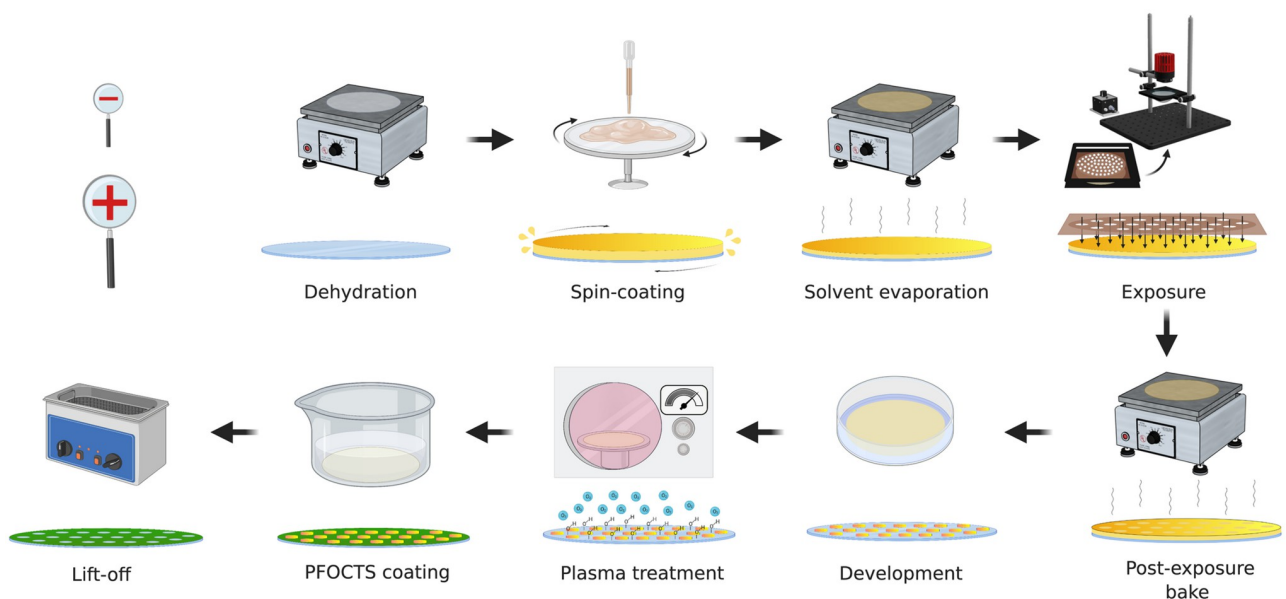 Dehydration
Spin-coating
Solvent evaporation
Exposure
Lift-off
PFOCTS coating
Plasma treatment
Development
Post-exposure
bake